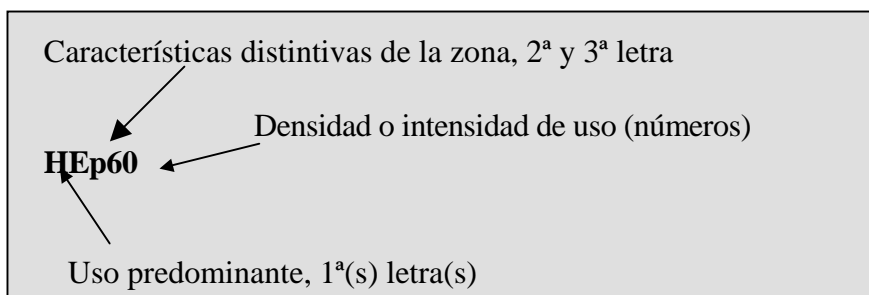 Características distintivas de la zona, 2ª y 3ª letra
Densidad o intensidad de uso (números)
HEp60
Uso predominante, 1ª(s) letra(s)